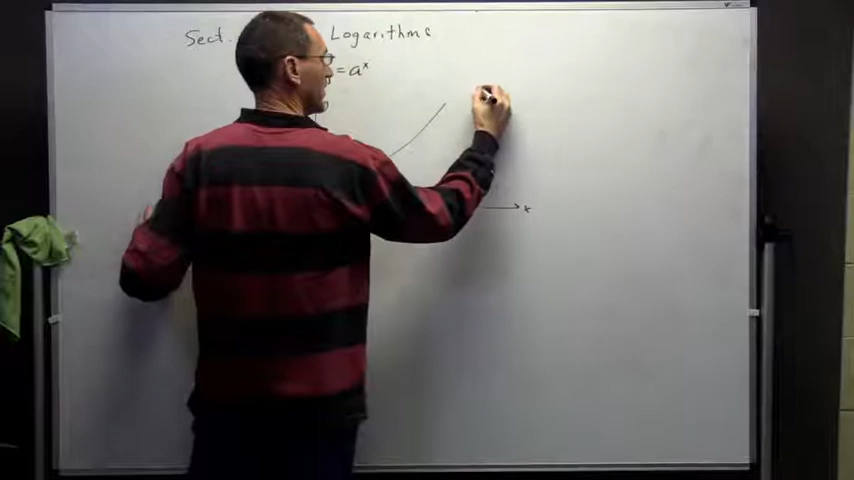 Sect. Logarithms
= a^x
x